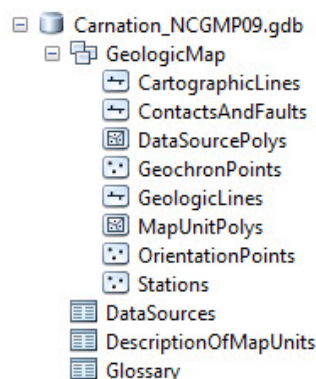 Carnation_NCGMP09.gdb
GeologicMap
CartographicLines
ContactsAndFaults
DataSourcePolys
GeochronPoints
GeologicLines
MapUnitPolys
OrientationPoints
Stations
DataSources
DescriptionOfMapUnits
Glossary